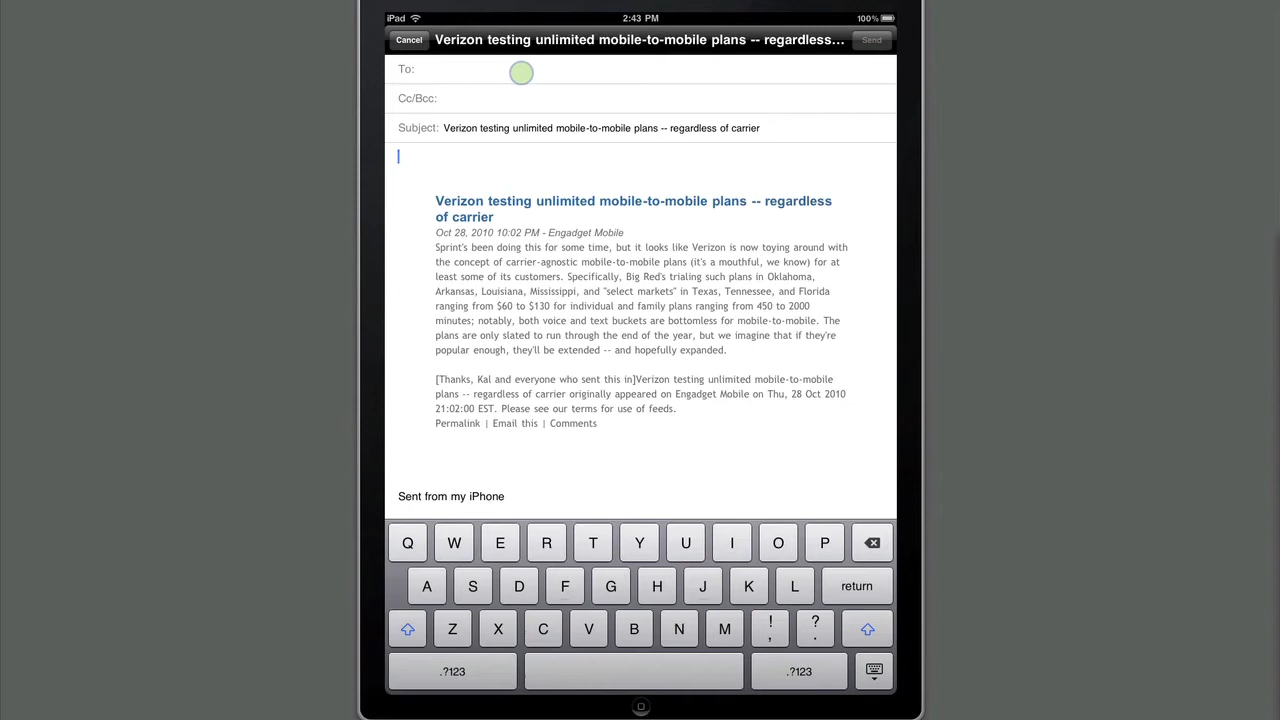 iPad 2:43 PM 100%
Cancel Verizon testing unlimited mobile-to-mobile plans -- regardless... Send
To:
Cc/Bcc:
Subject: Verizon testing unlimited mobile-to-mobile plans -- regardless of carrier
Verizon testing unlimited mobile-to-mobile plans -- regardless
of carrier
Oct 28, 2010 10:02 PM - Engadget Mobile
Sprint's been doing this for some time, but it looks like Verizon is now toying around with
the concept of carrier-agnostic mobile-to-mobile plans (it's a mouthful, we know) for at
least some of its customers. Specifically, Big Red's trialing such plans in Oklahoma,
Arkansas, Louisiana, Mississippi, and "select markets" in Texas, Tennessee, and Florida
ranging from $60 to $130 for individual and family plans ranging from 450 to 2000
minutes; notably, both voice and text buckets are bottomless for mobile-to-mobile. The
plans are only slated to run through the end of the year, but we imagine that if they're
popular enough, they'll be extended -- and hopefully expanded.
[Thanks, Kal and everyone who sent this in]Verizon testing unlimited mobile-to-mobile
plans -- regardless of carrier originally appeared on Engadget Mobile on Thu, 28 Oct 2010
21:02:00 EST. Please see our terms for use of feeds.
Permalink | Email this | Comments
Sent from my iPhone
Q W E R T Y U I O P
A S D F G H J K L return
Z X C V B N M ! , ? .
.?123 .?123